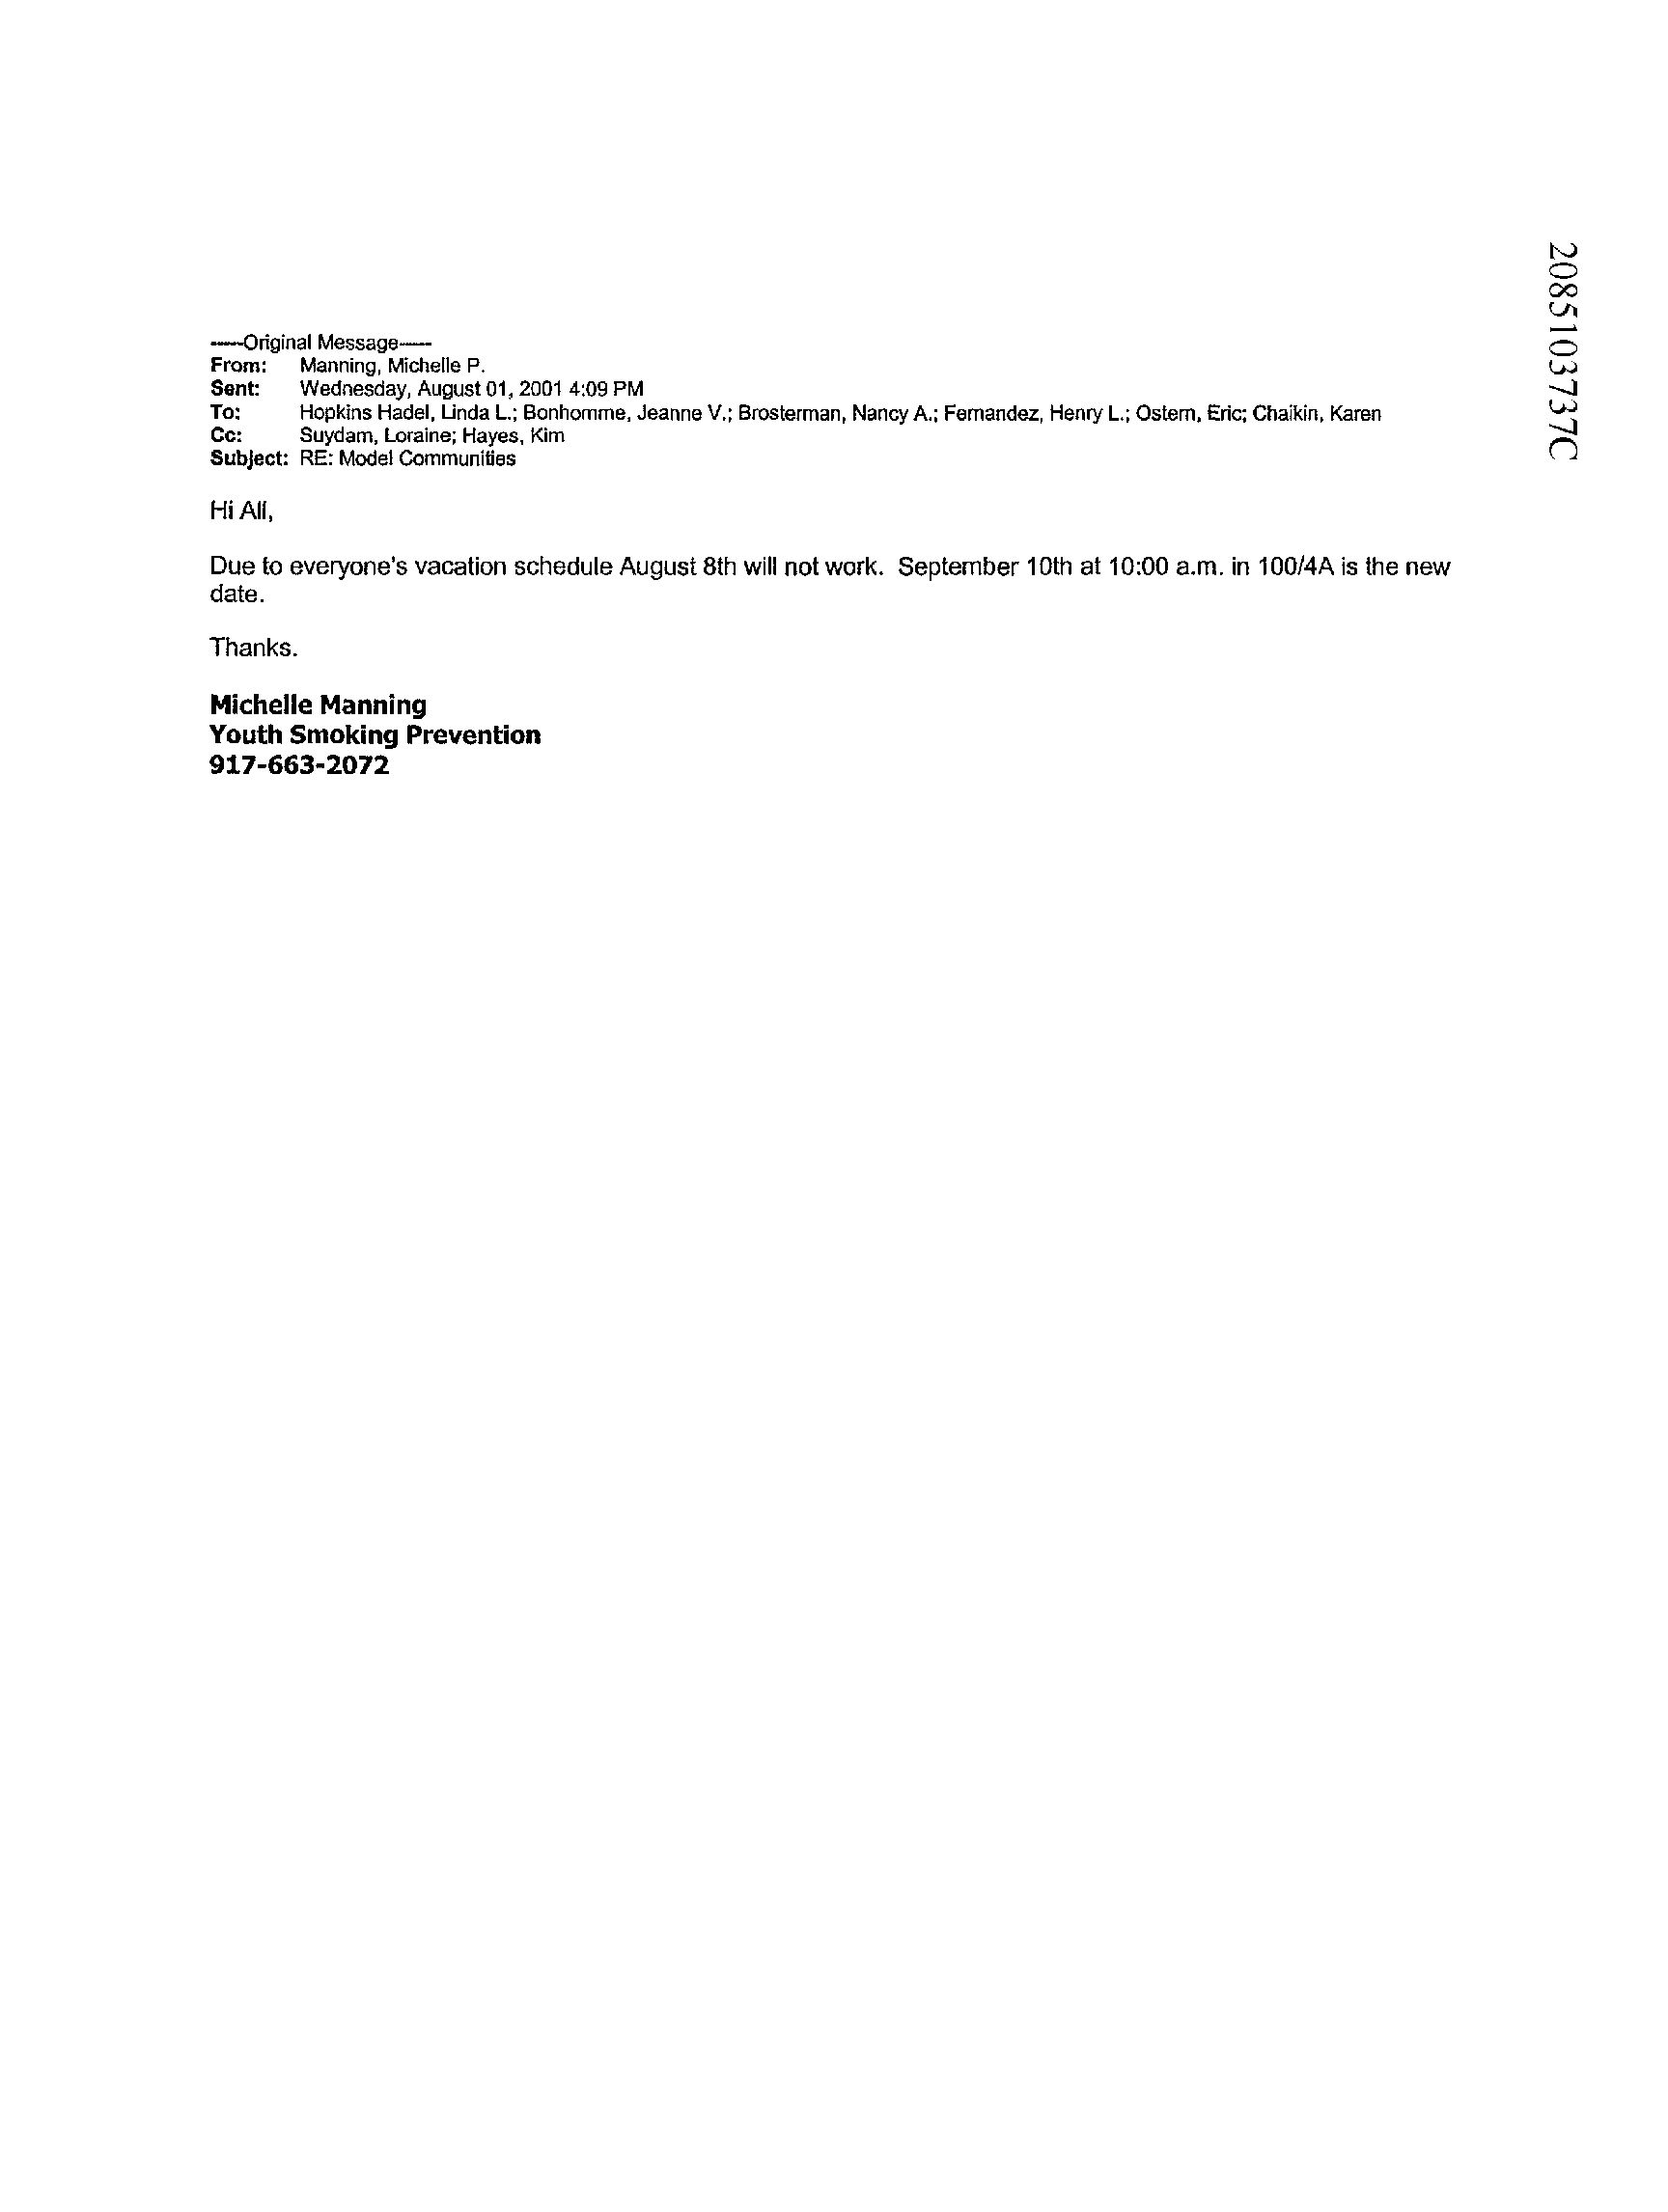 2085103737C
-----Original Message-----
From: Manning, Michelle P.
Sent: Wednesday, August 01, 2001 4:09 PM
To: Hopkins Hadel, Linda L.; Bonhomme, Jeanne V.; Brosterman, Nancy A.; Fernandez, Henry L.; Ostern, Eric; Chaikin, Karen
Cc: Suydam, Loraine; Hayes, Kim
Subject: RE: Model Communities
Hi All,
Due to everyone's vacation schedule August 8th will not work. September 10th at 10:00 a.m. in 100/4A is the new
date.
Thanks.
Michelle Manning
Youth Smoking Prevention
917-663-2072